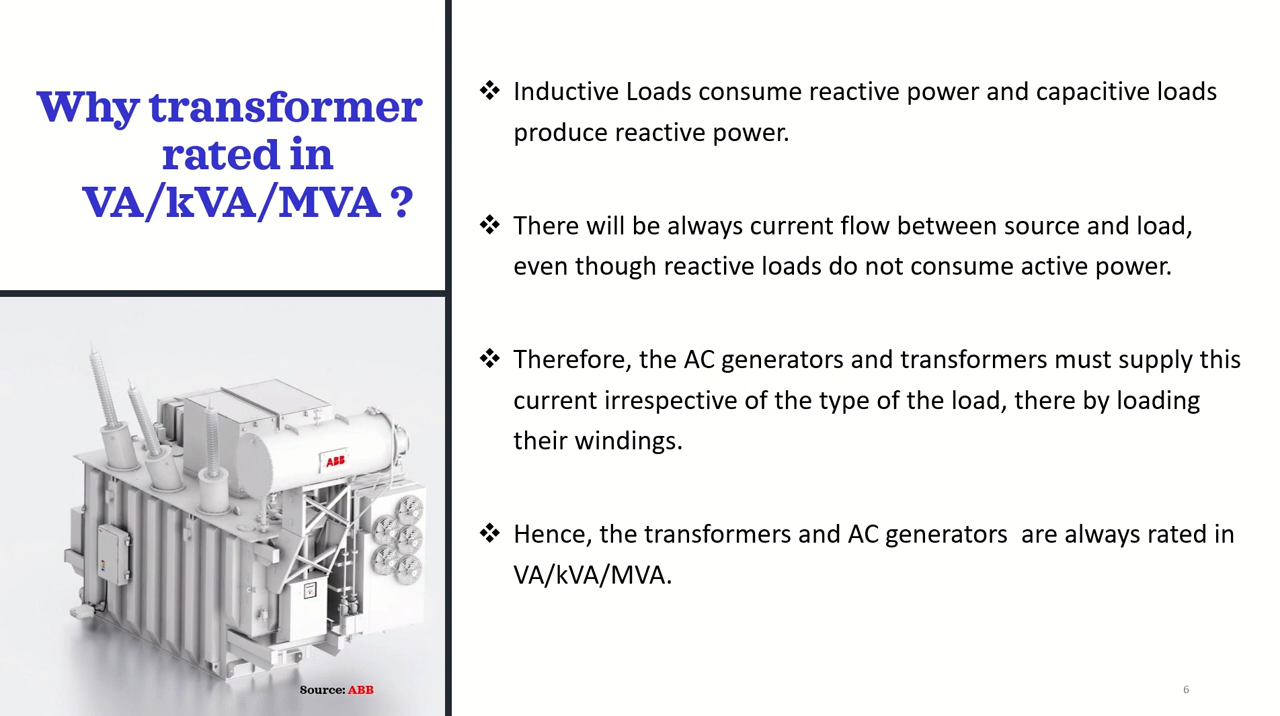 Why transformer
rated in
VA/kVA/MVA ?
❖ Inductive Loads consume reactive power and capacitive loads
produce reactive power.
❖ There will be always current flow between source and load,
even though reactive loads do not consume active power.
❖ Therefore, the AC generators and transformers must supply this
current irrespective of the type of the load, there by loading
their windings.
❖ Hence, the transformers and AC generators  are always rated in
VA/kVA/MVA.
ABB
Source: ABB
6